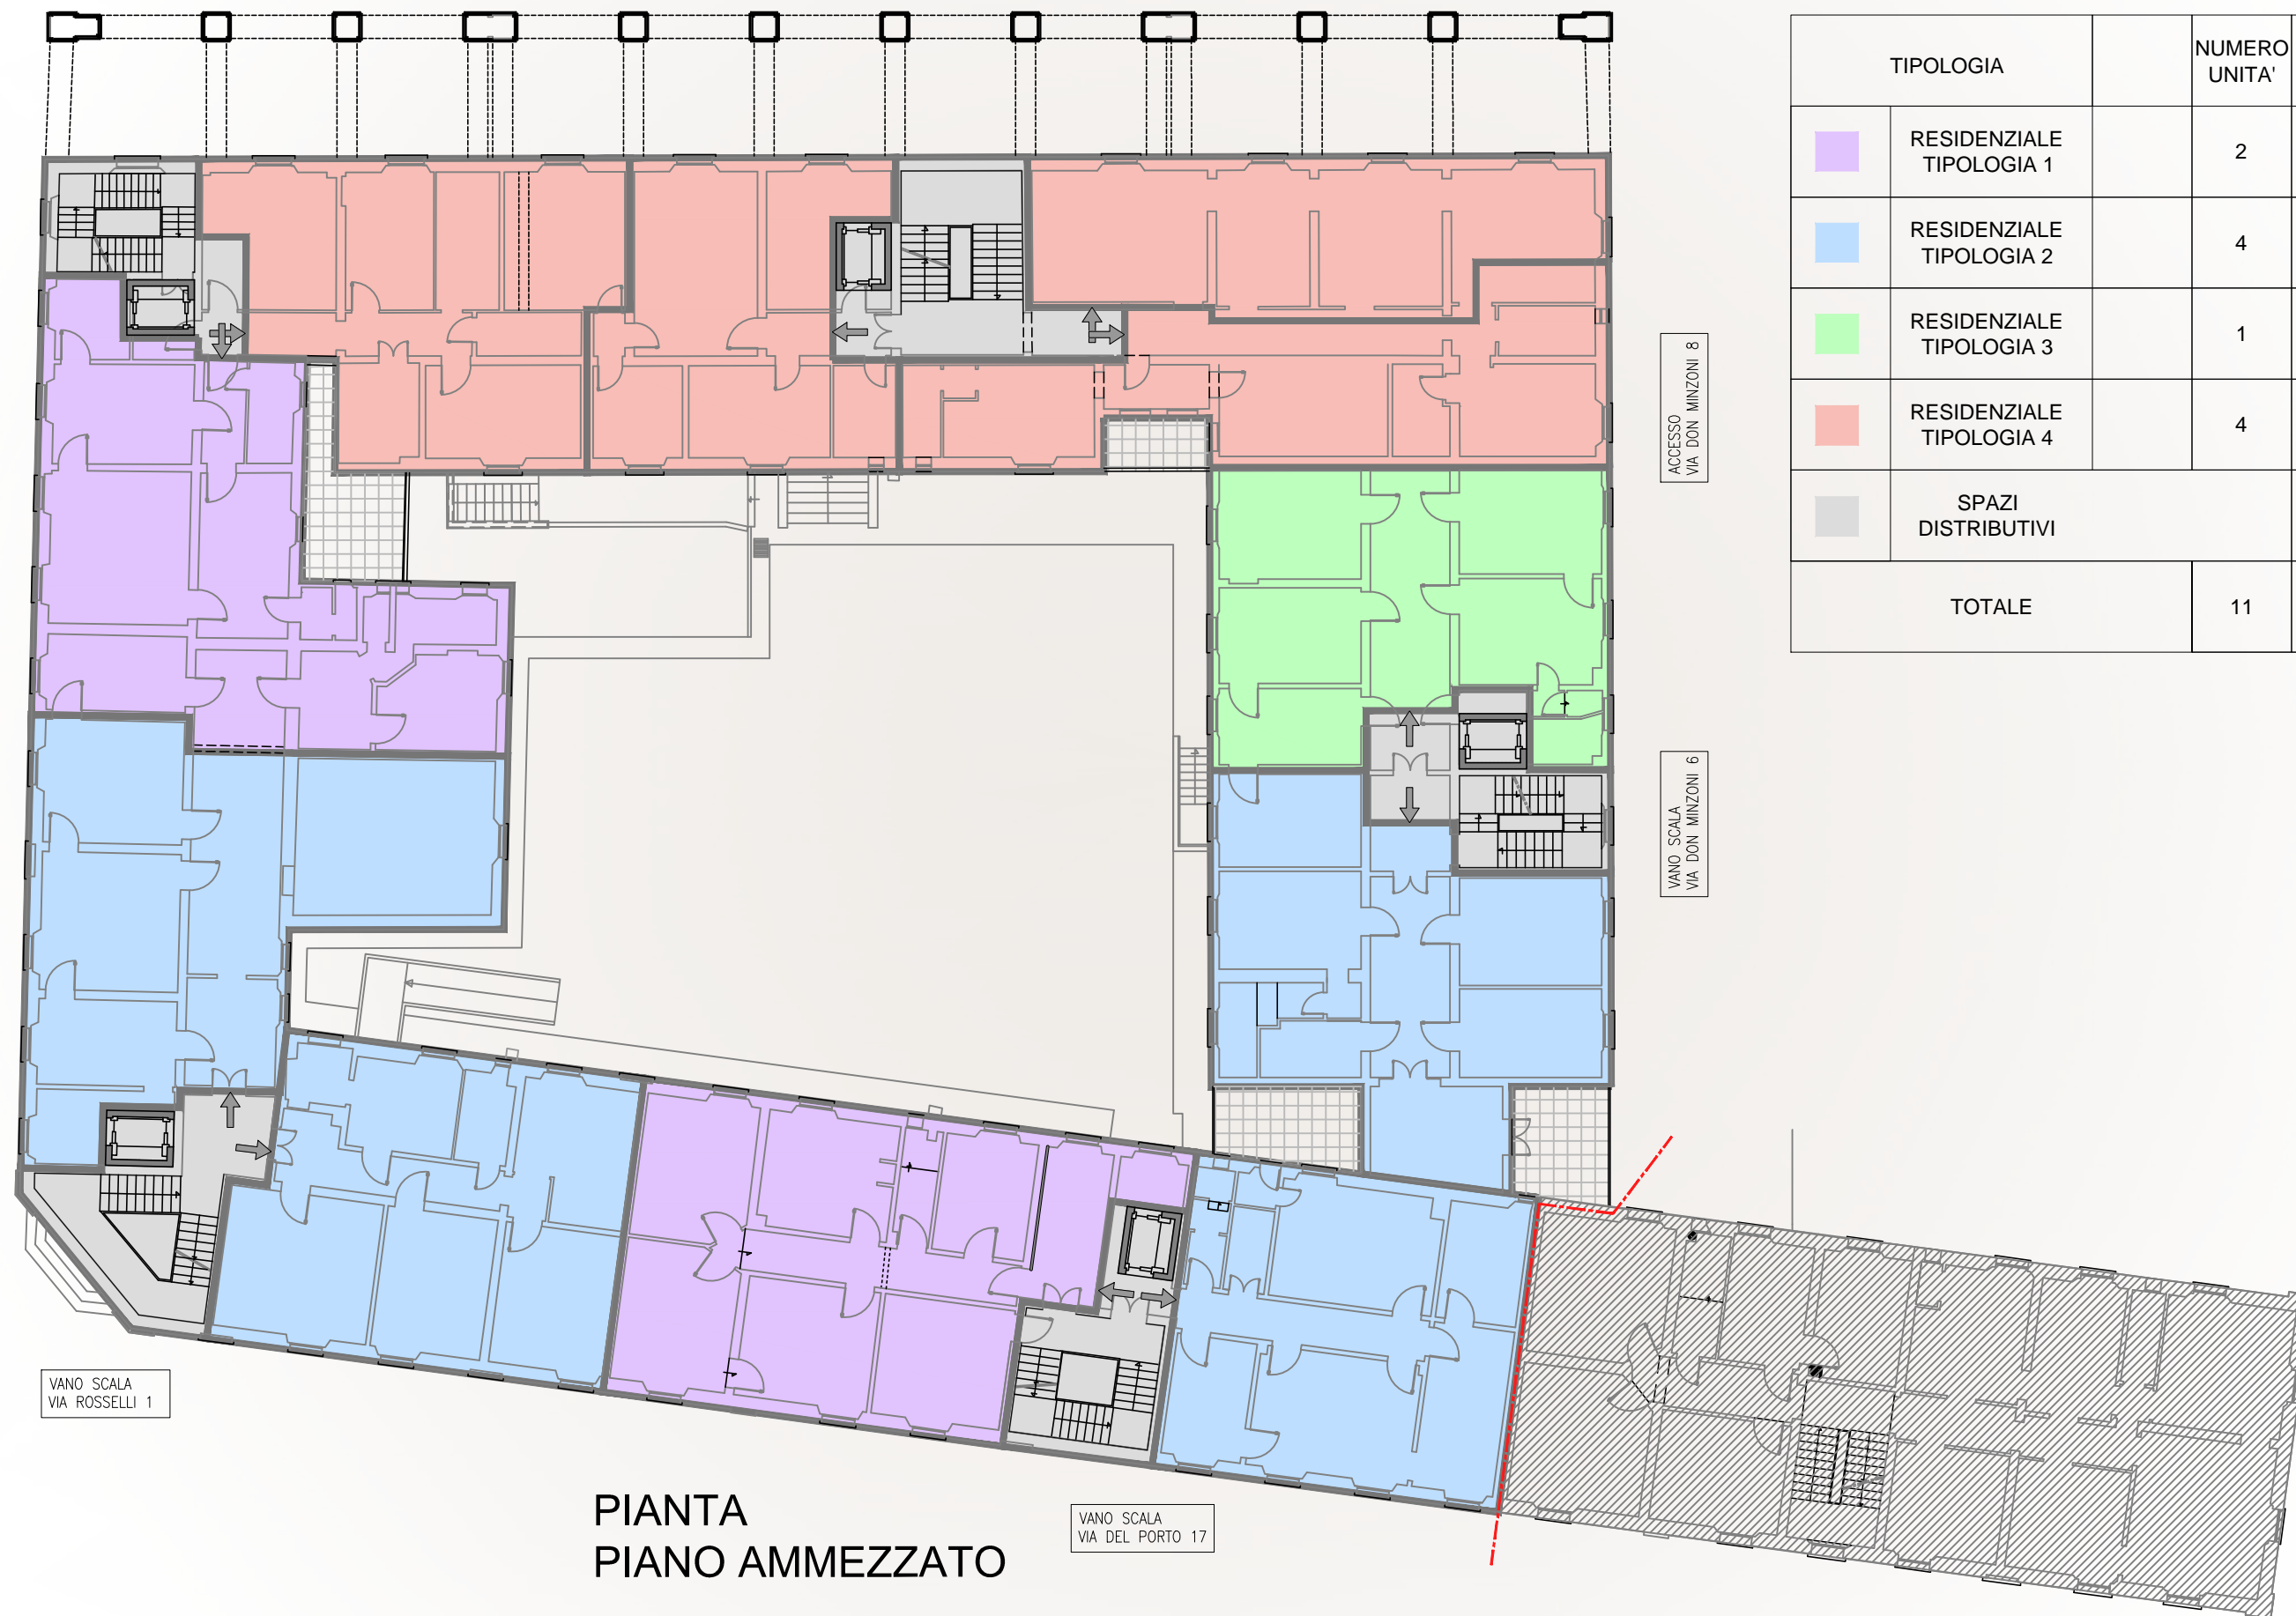 TIPOLOGIA
NUMERO
UNITA'
RESIDENZIALE
TIPOLOGIA 1
2
RESIDENZIALE
TIPOLOGIA 2
4
RESIDENZIALE
TIPOLOGIA 3
1
RESIDENZIALE
TIPOLOGIA 4
4
SPAZI
DISTRIBUTIVI
TOTALE
11
ACCESSO
VIA DON MINZONI 8
VANO SCALA
VIA DON MINZONI 6
VANO SCALA
VIA ROSSELLI 1
VANO SCALA
VIA DEL PORTO 17
PIANTA
PIANO AMMEZZATO